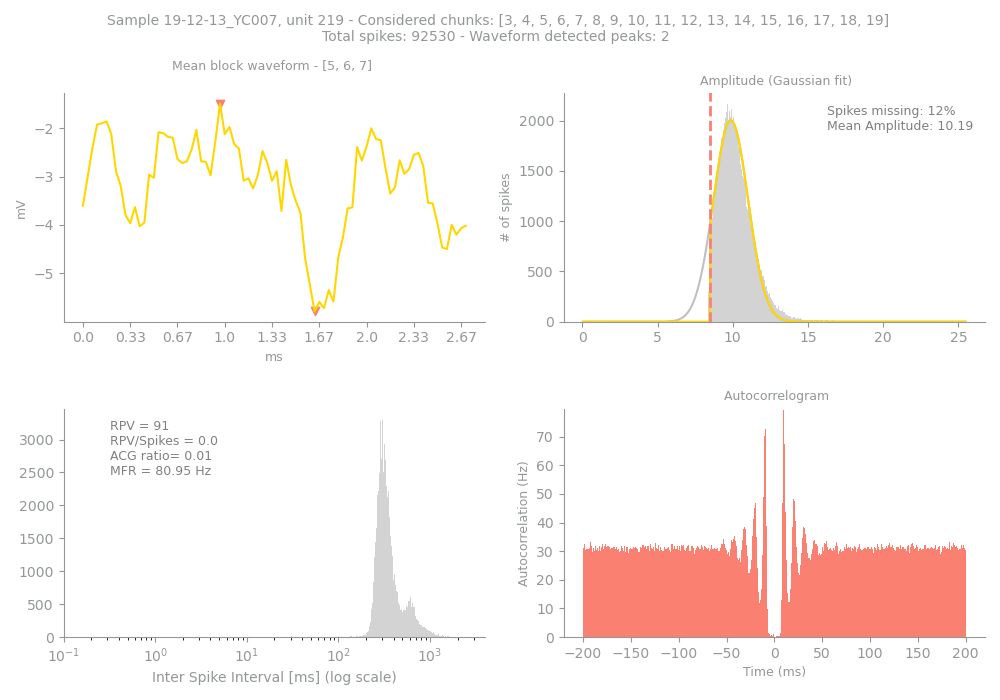 Sample 19-12-13_YC007, unit 219 - Considered chunks: [3, 4, 5, 6, 7, 8, 9, 10, 11, 12, 13, 14, 15, 16, 17, 18, 19]
Total spikes: 92530 - Waveform detected peaks: 2
Mean block waveform - [5, 6, 7]
−2
−3
−4
−5
mV
0.0 0.33 0.67 1.0 1.33 1.67 2.0 2.33 2.67
ms
Amplitude (Gaussian fit)
Spikes missing: 12%
Mean Amplitude: 10.19
2000
1500
1000
500
0
# of spikes
0 5 10 15 20 25
RPV = 91
RPV/Spikes = 0.0
ACG ratio= 0.01
MFR = 80.95 Hz
3000
2500
2000
1500
1000
500
0
10⁻¹ 10⁰ 10¹ 10² 10³
Inter Spike Interval [ms] (log scale)
Autocorrelogram
70
60
50
40
30
20
10
0
Autocorrelation (Hz)
−200 −150 −100 −50 0 50 100 150 200
Time (ms)